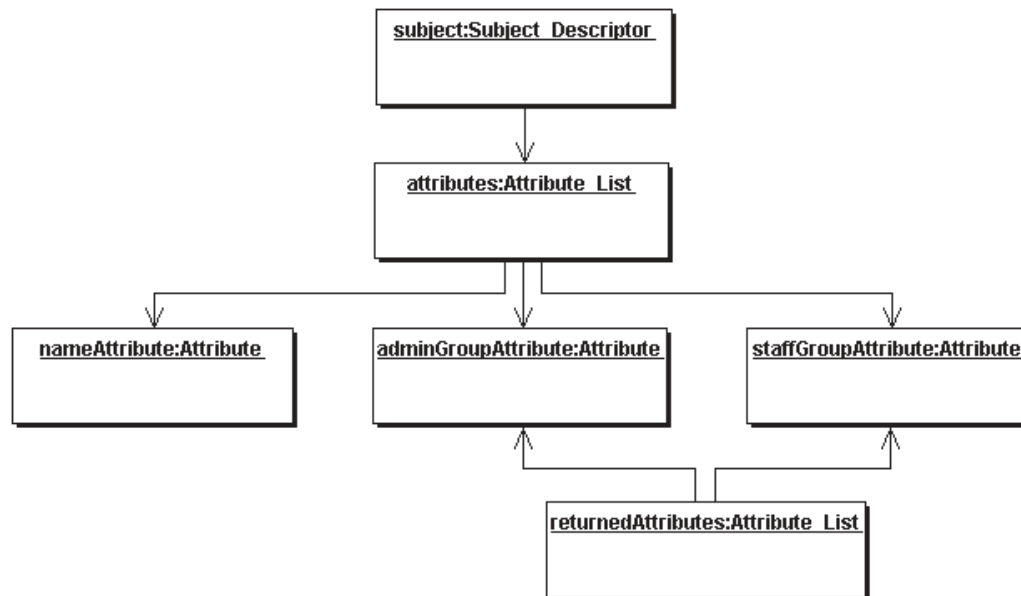 subject:Subject_Descriptor
attributes:Attribute_List
nameAttribute:Attribute
adminGroupAttribute:Attribute
staffGroupAttribute:Attribute
returnedAttributes:Attribute_List